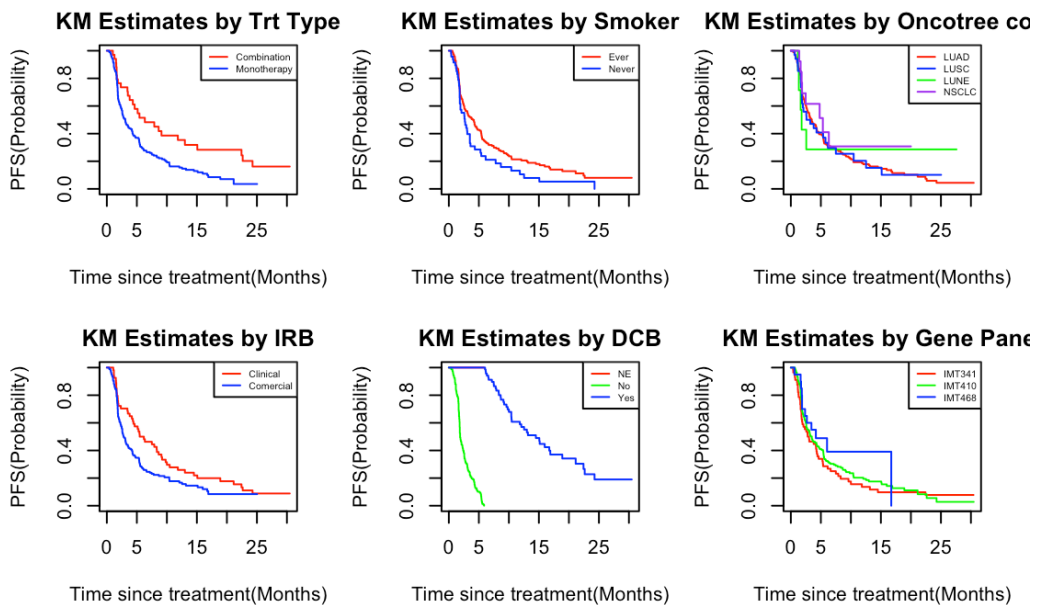 KM Estimates by Trt Type
PFS(Probability)
0.0 0.4 0.8
Combination
Monotherapy
0 5 15 25
Time since treatment(Months)
KM Estimates by Smoker
PFS(Probability)
0.0 0.4 0.8
Ever
Never
0 5 15 25
Time since treatment(Months)
KM Estimates by Oncotree co
PFS(Probability)
0.0 0.4 0.8
LUAD
LUSC
LUNE
NSCLC
0 5 15 25
Time since treatment(Months)
KM Estimates by IRB
PFS(Probability)
0.0 0.4 0.8
Clinical
Comercial
0 5 15 25
Time since treatment(Months)
KM Estimates by DCB
PFS(Probability)
0.0 0.4 0.8
NE
No
Yes
0 5 15 25
Time since treatment(Months)
KM Estimates by Gene Pane
PFS(Probability)
0.0 0.4 0.8
IMT341
IMT410
IMT468
0 5 15 25
Time since treatment(Months)